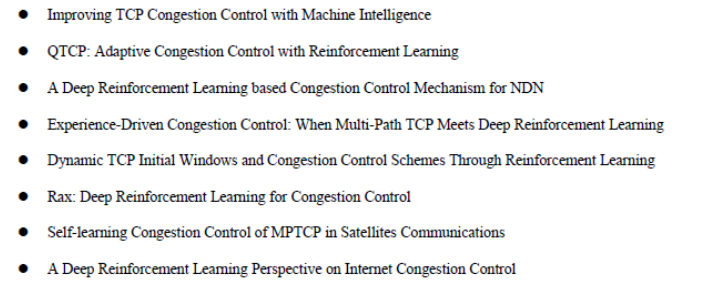 ● Improving TCP Congestion Control with Machine Intelligence
● QTCP: Adaptive Congestion Control with Reinforcement Learning
● A Deep Reinforcement Learning based Congestion Control Mechanism for NDN
● Experience-Driven Congestion Control: When Multi-Path TCP Meets Deep Reinforcement Learning
● Dynamic TCP Initial Windows and Congestion Control Schemes Through Reinforcement Learning
● Rax: Deep Reinforcement Learning for Congestion Control
● Self-learning Congestion Control of MPTCP in Satellites Communications
● A Deep Reinforcement Learning Perspective on Internet Congestion Control